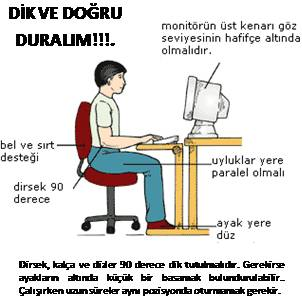 DİK VE DOĞRU
DURALIM!!!.
monitörün üst kenarı göz
seviyesinin hafifçe altında
olmalıdır.
bel ve sırt
desteği
uyluklar yere
paralel olmalı
dirsek 90
derece
ayak yere
düz
Dirsek, kalça ve dizler 90 derece dik tutulmalıdır. Gerekirse
ayakların altında küçük bir basamak bulundurulabilir..
Çalışırken uzun süreler aynı pozisyonda oturmamak gerekir.